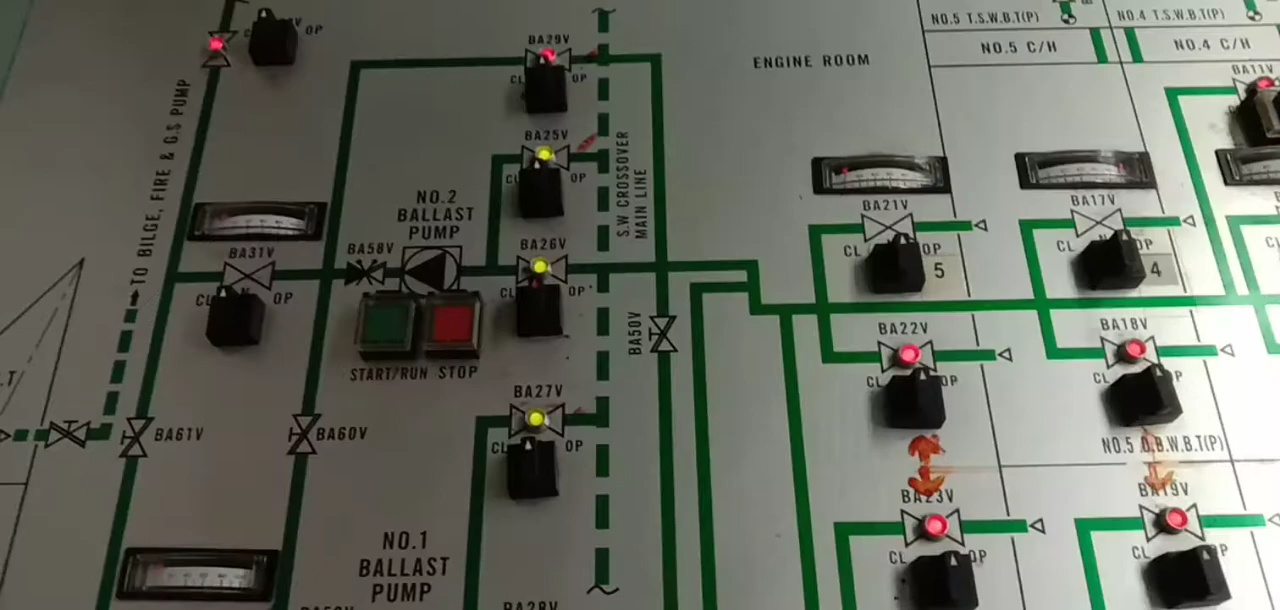 OP
NO.5 T.S.W.B.T(P)
NO.4 T.S.W.B.T(P)
NO.5 C/H
NO.4 C/H
BA29V
OP
ENGINE ROOM
BA11V
TO BILGE, FIRE & G.S PUMP
BA25V
OP
S.W CROSSOVER
MAIN LINE
NO.2
BALLAST
PUMP
BA21V
CL
OP
5
BA17V
CL
OP
4
BA31V
CL
OP
BA58V
BA26V
CL
OP
BA50V
START/RUN STOP
BA22V
CL
OP
BA18V
CL
BA27V
CL
OP
BA61V
BA60V
NO.5 D.B.W.B.T(P)
BA23V
CL
OP
BA19V
CL
NO.1
BALLAST
PUMP
BA28V